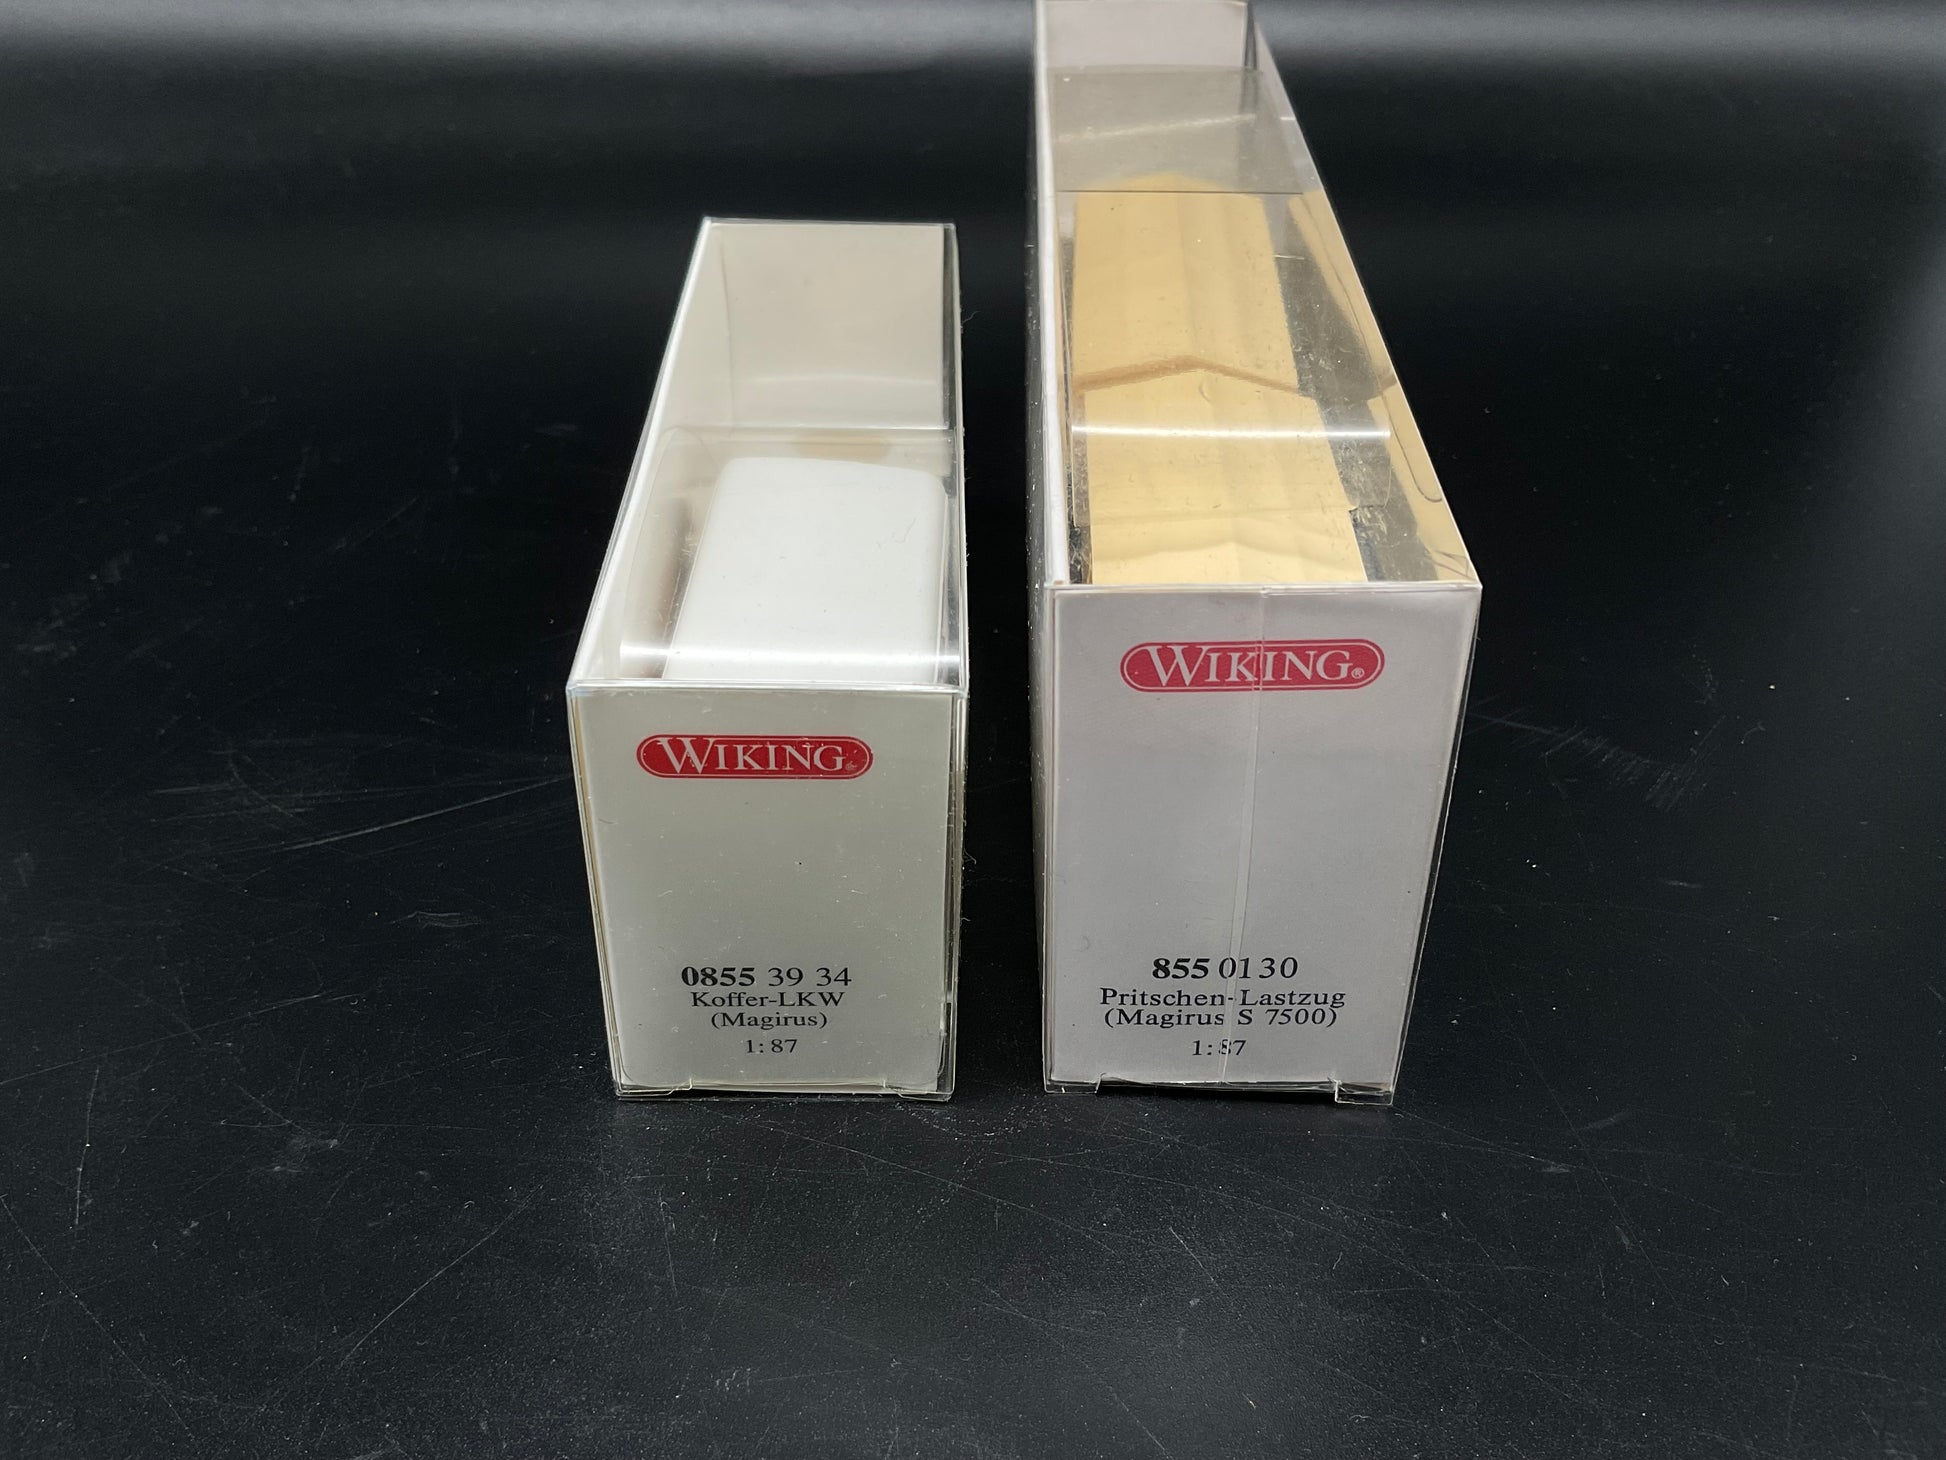 WIKING
0855 39 34
Koffer-LKW
(Magirus)
1:87
WIKING®
855 0130
Pritschen-Lastzug
(Magirus S 7500)
1:87